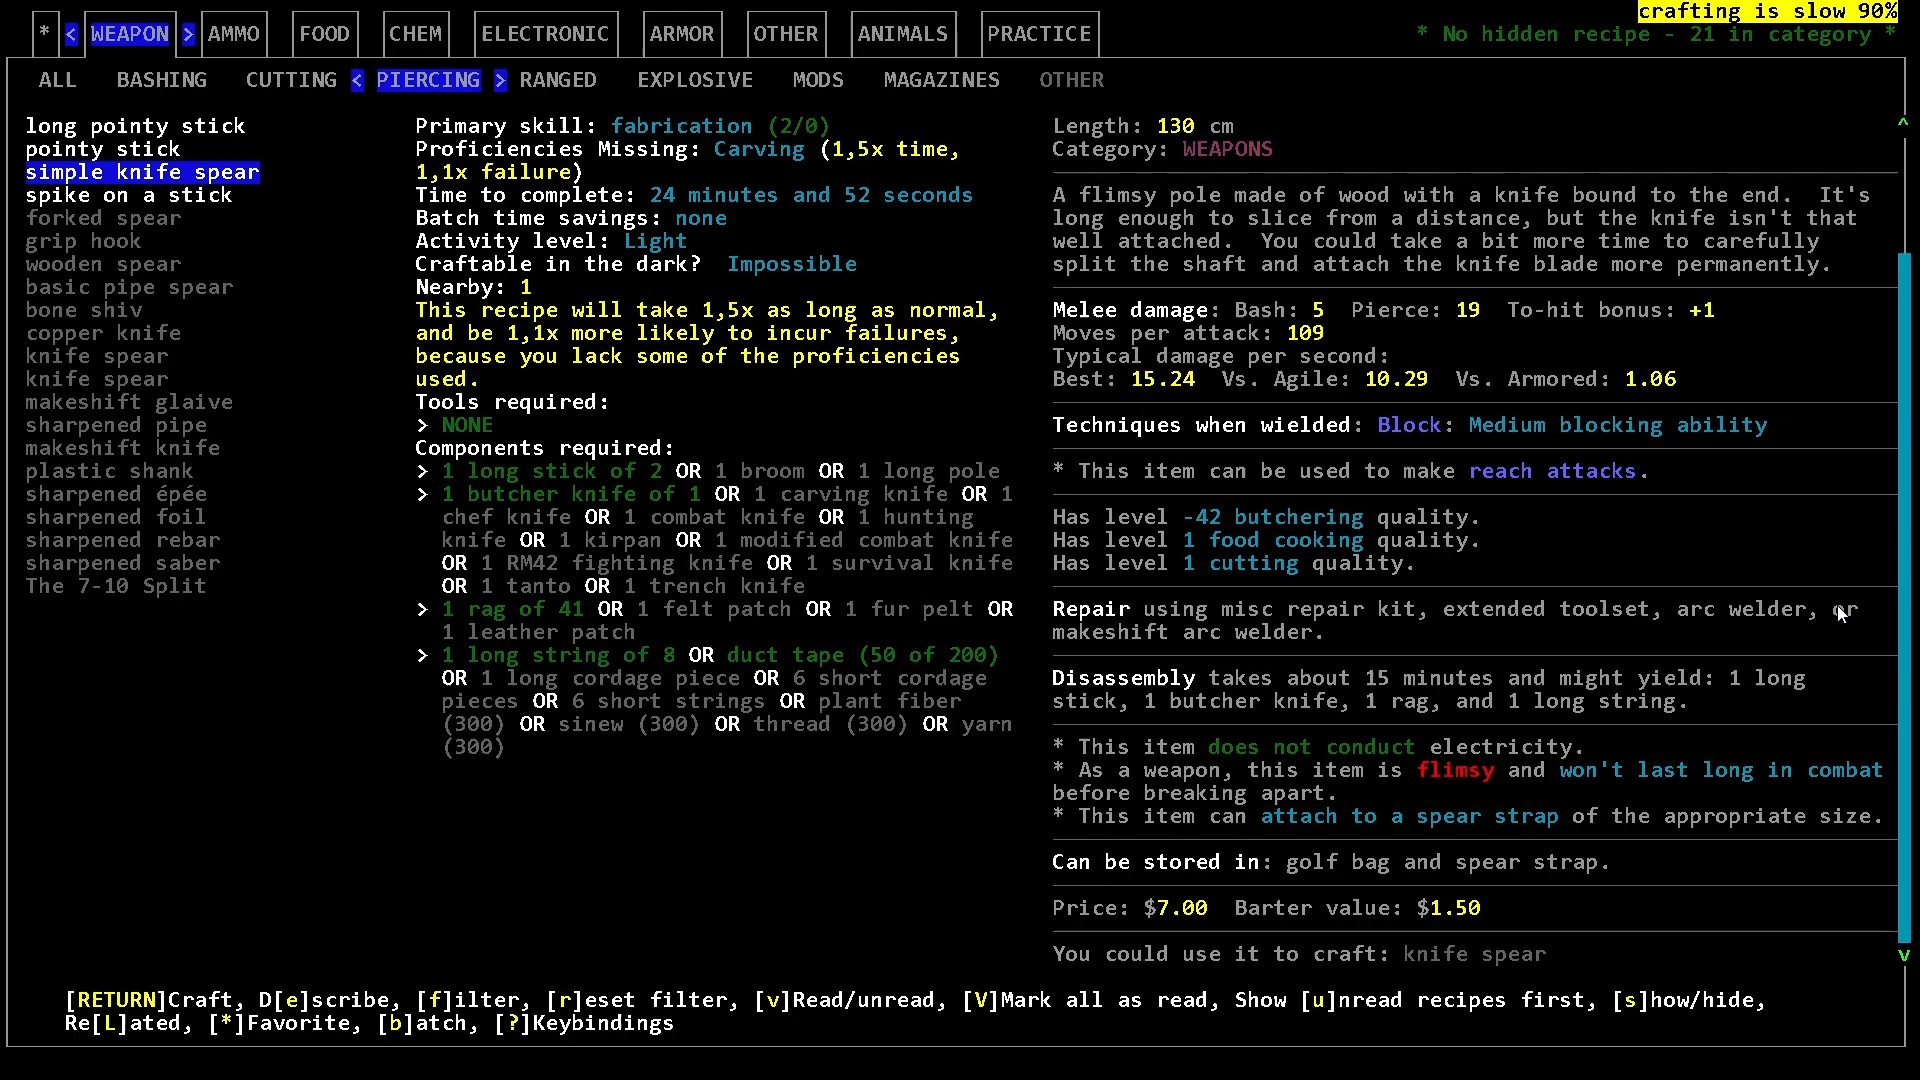 crafting is slow 90%
* < WEAPON > AMMO FOOD CHEM ELECTRONIC ARMOR OTHER ANIMALS PRACTICE
* No hidden recipe - 21 in category *
ALL BASHING CUTTING < PIERCING > RANGED EXPLOSIVE MODS MAGAZINES OTHER
long pointy stick
pointy stick
simple knife spear
spike on a stick
forked spear
grip hook
wooden spear
basic pipe spear
bone shiv
copper knife
knife spear
knife spear
makeshift glaive
sharpened pipe
makeshift knife
plastic shank
sharpened épée
sharpened foil
sharpened rebar
sharpened saber
The 7-10 Split
Primary skill: fabrication (2/0)
Proficiencies Missing: Carving (1,5x time,
1,1x failure)
Time to complete: 24 minutes and 52 seconds
Batch time savings: none
Activity level: Light
Craftable in the dark? Impossible
Nearby: 1
This recipe will take 1,5x as long as normal,
and be 1,1x more likely to incur failures,
because you lack some of the proficiencies
used.
Tools required:
> NONE
Components required:
> 1 long stick of 2 OR 1 broom OR 1 long pole
> 1 butcher knife of 1 OR 1 carving knife OR 1
chef knife OR 1 combat knife OR 1 hunting
knife OR 1 kirpan OR 1 modified combat knife
OR 1 RM42 fighting knife OR 1 survival knife
OR 1 tanto OR 1 trench knife
> 1 rag of 41 OR 1 felt patch OR 1 fur pelt OR
1 leather patch
> 1 long string of 8 OR duct tape (50 of 200)
OR 1 long cordage piece OR 6 short cordage
pieces OR 6 short strings OR plant fiber
(300) OR sinew (300) OR thread (300) OR yarn
(300)
Length: 130 cm
Category: WEAPONS
A flimsy pole made of wood with a knife bound to the end. It's
long enough to slice from a distance, but the knife isn't that
well attached. You could take a bit more time to carefully
split the shaft and attach the knife blade more permanently.
Melee damage: Bash: 5 Pierce: 19 To-hit bonus: +1
Moves per attack: 109
Typical damage per second:
Best: 15.24 Vs. Agile: 10.29 Vs. Armored: 1.06
Techniques when wielded: Block: Medium blocking ability
* This item can be used to make reach attacks.
Has level -42 butchering quality.
Has level 1 food cooking quality.
Has level 1 cutting quality.
Repair using misc repair kit, extended toolset, arc welder, or
makeshift arc welder.
Disassembly takes about 15 minutes and might yield: 1 long
stick, 1 butcher knife, 1 rag, and 1 long string.
* This item does not conduct electricity.
* As a weapon, this item is flimsy and won't last long in combat
before breaking apart.
* This item can attach to a spear strap of the appropriate size.
Can be stored in: golf bag and spear strap.
Price: $7.00 Barter value: $1.50
You could use it to craft: knife spear
^
v
[RETURN]Craft, D[e]scribe, [f]ilter, [r]eset filter, [v]Read/unread, [V]Mark all as read, Show [u]nread recipes first, [s]how/hide,
Re[L]ated, [*]Favorite, [b]atch, [?]Keybindings